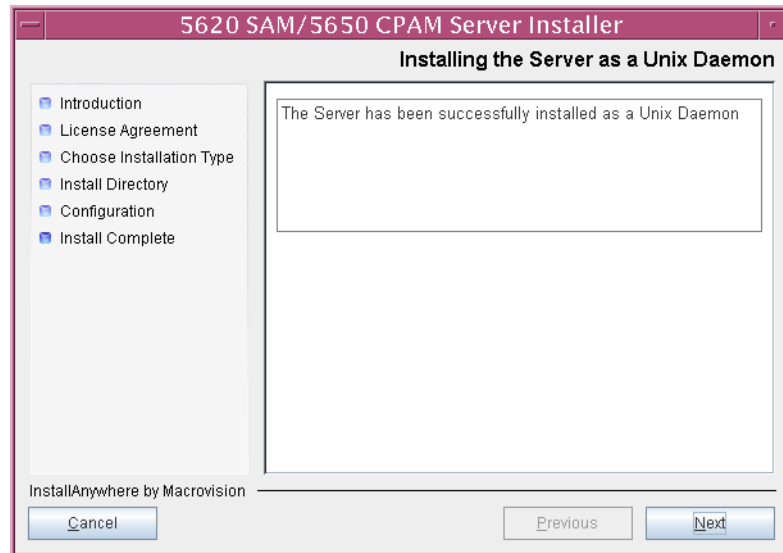 5620 SAM/5650 CPAM Server Installer
Installing the Server as a Unix Daemon
Introduction
License Agreement
Choose Installation Type
Install Directory
Configuration
Install Complete
The Server has been successfully installed as a Unix Daemon
InstallAnywhere by Macrovision
Cancel
Previous
Next